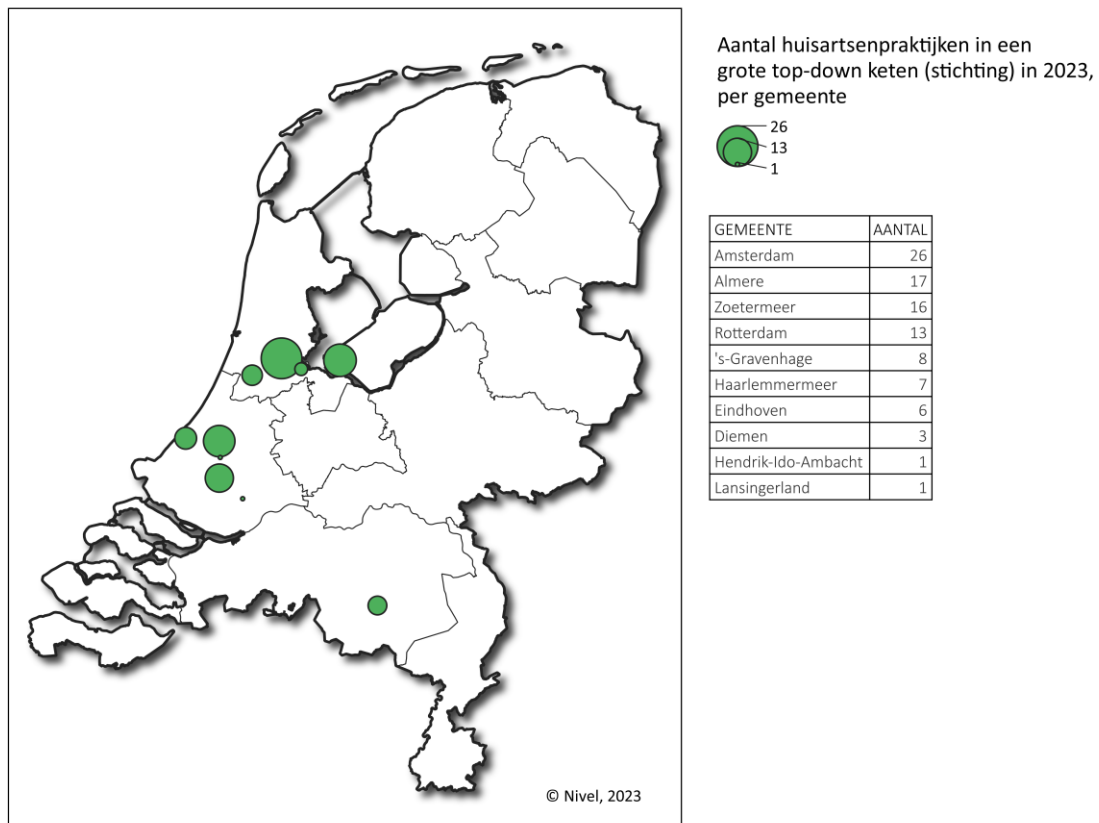 Aantal huisartsenpraktijken in een
grote top-down keten (stichting) in 2023,
per gemeente
26
13
1
GEMEENTE AANTAL
Amsterdam 26
Almere 17
Zoetermeer 16
Rotterdam 13
's-Gravenhage 8
Haarlemmermeer 7
Eindhoven 6
Diemen 3
Hendrik-Ido-Ambacht 1
Lansingerland 1
© Nivel, 2023